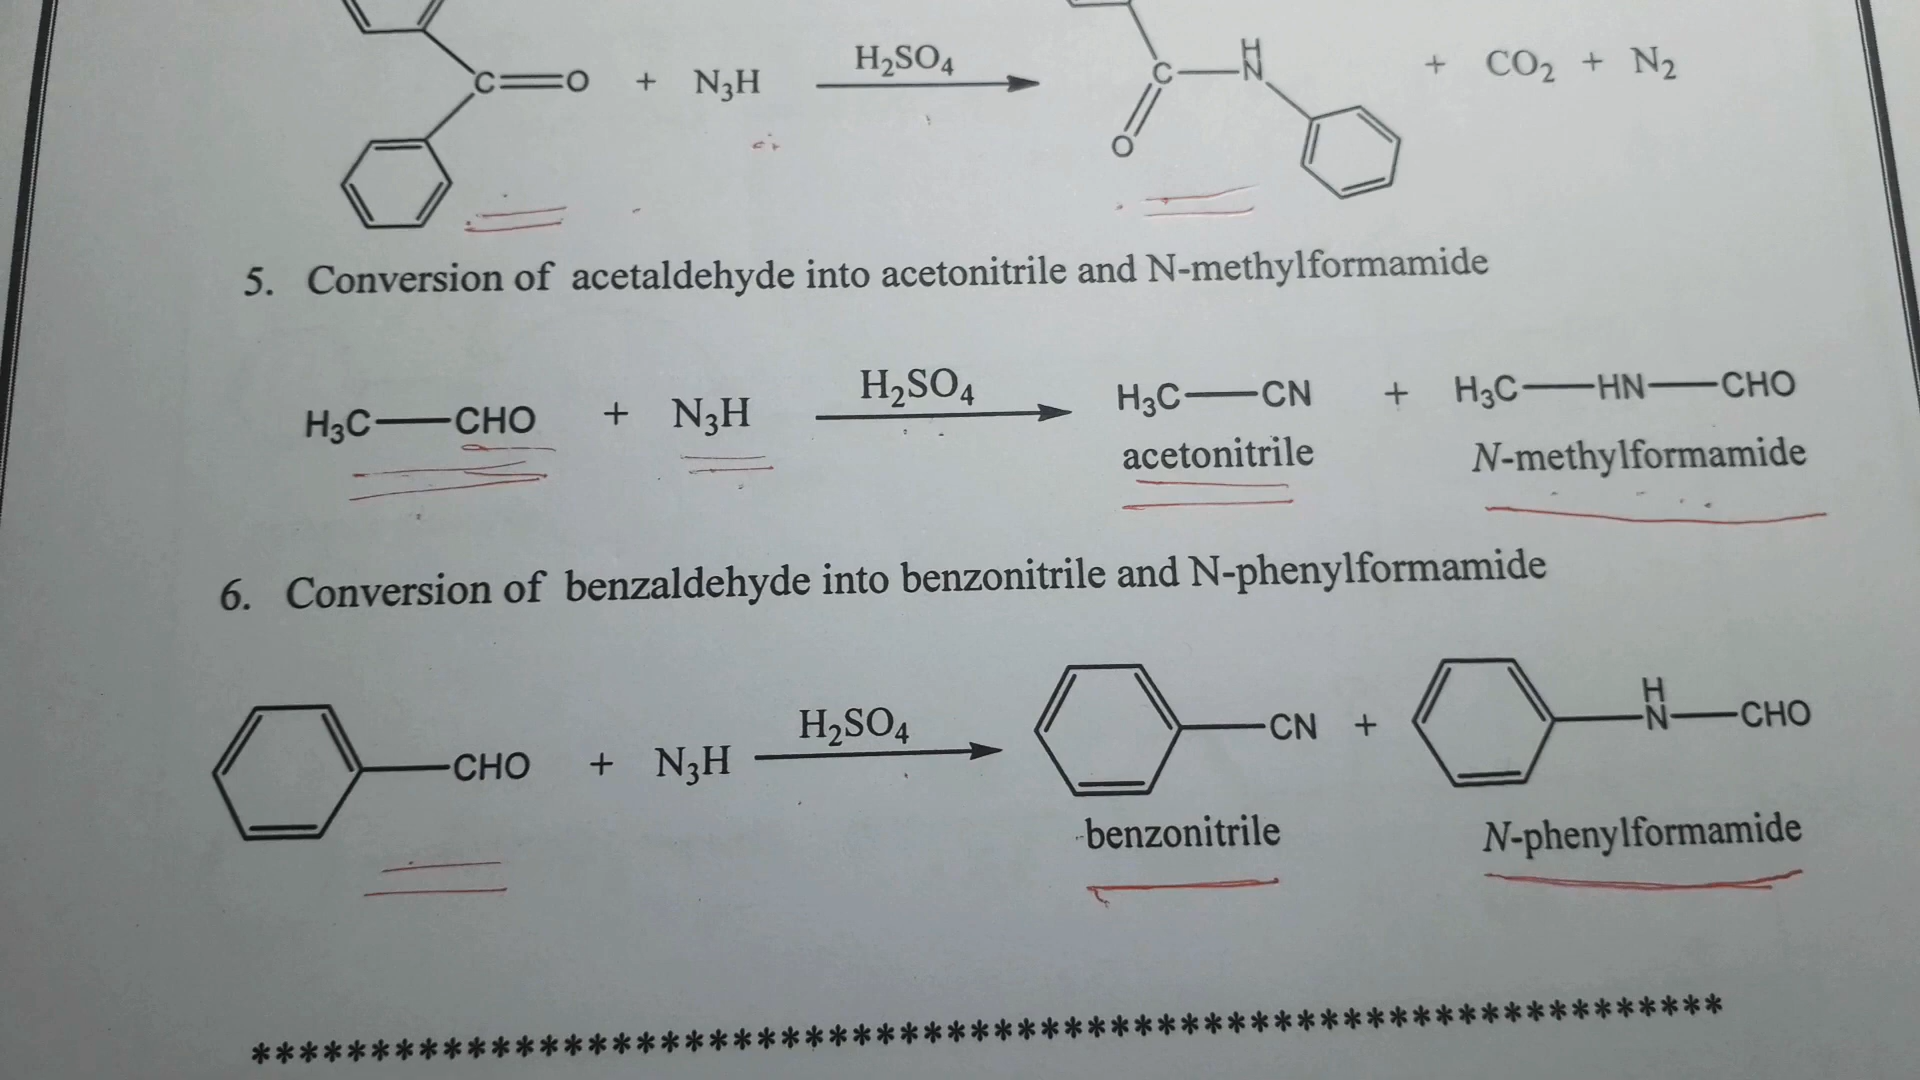 C=O + N₃H H₂SO₄ C—N H O + CO₂ + N₂
5. Conversion of acetaldehyde into acetonitrile and N-methylformamide
H₃C—CHO + N₃H H₂SO₄ H₃C—CN + H₃C—HN—CHO
acetonitrile N-methylformamide
6. Conversion of benzaldehyde into benzonitrile and N-phenylformamide
—CHO + N₃H H₂SO₄ —CN + H N—CHO
benzonitrile N-phenylformamide
*************************************************************